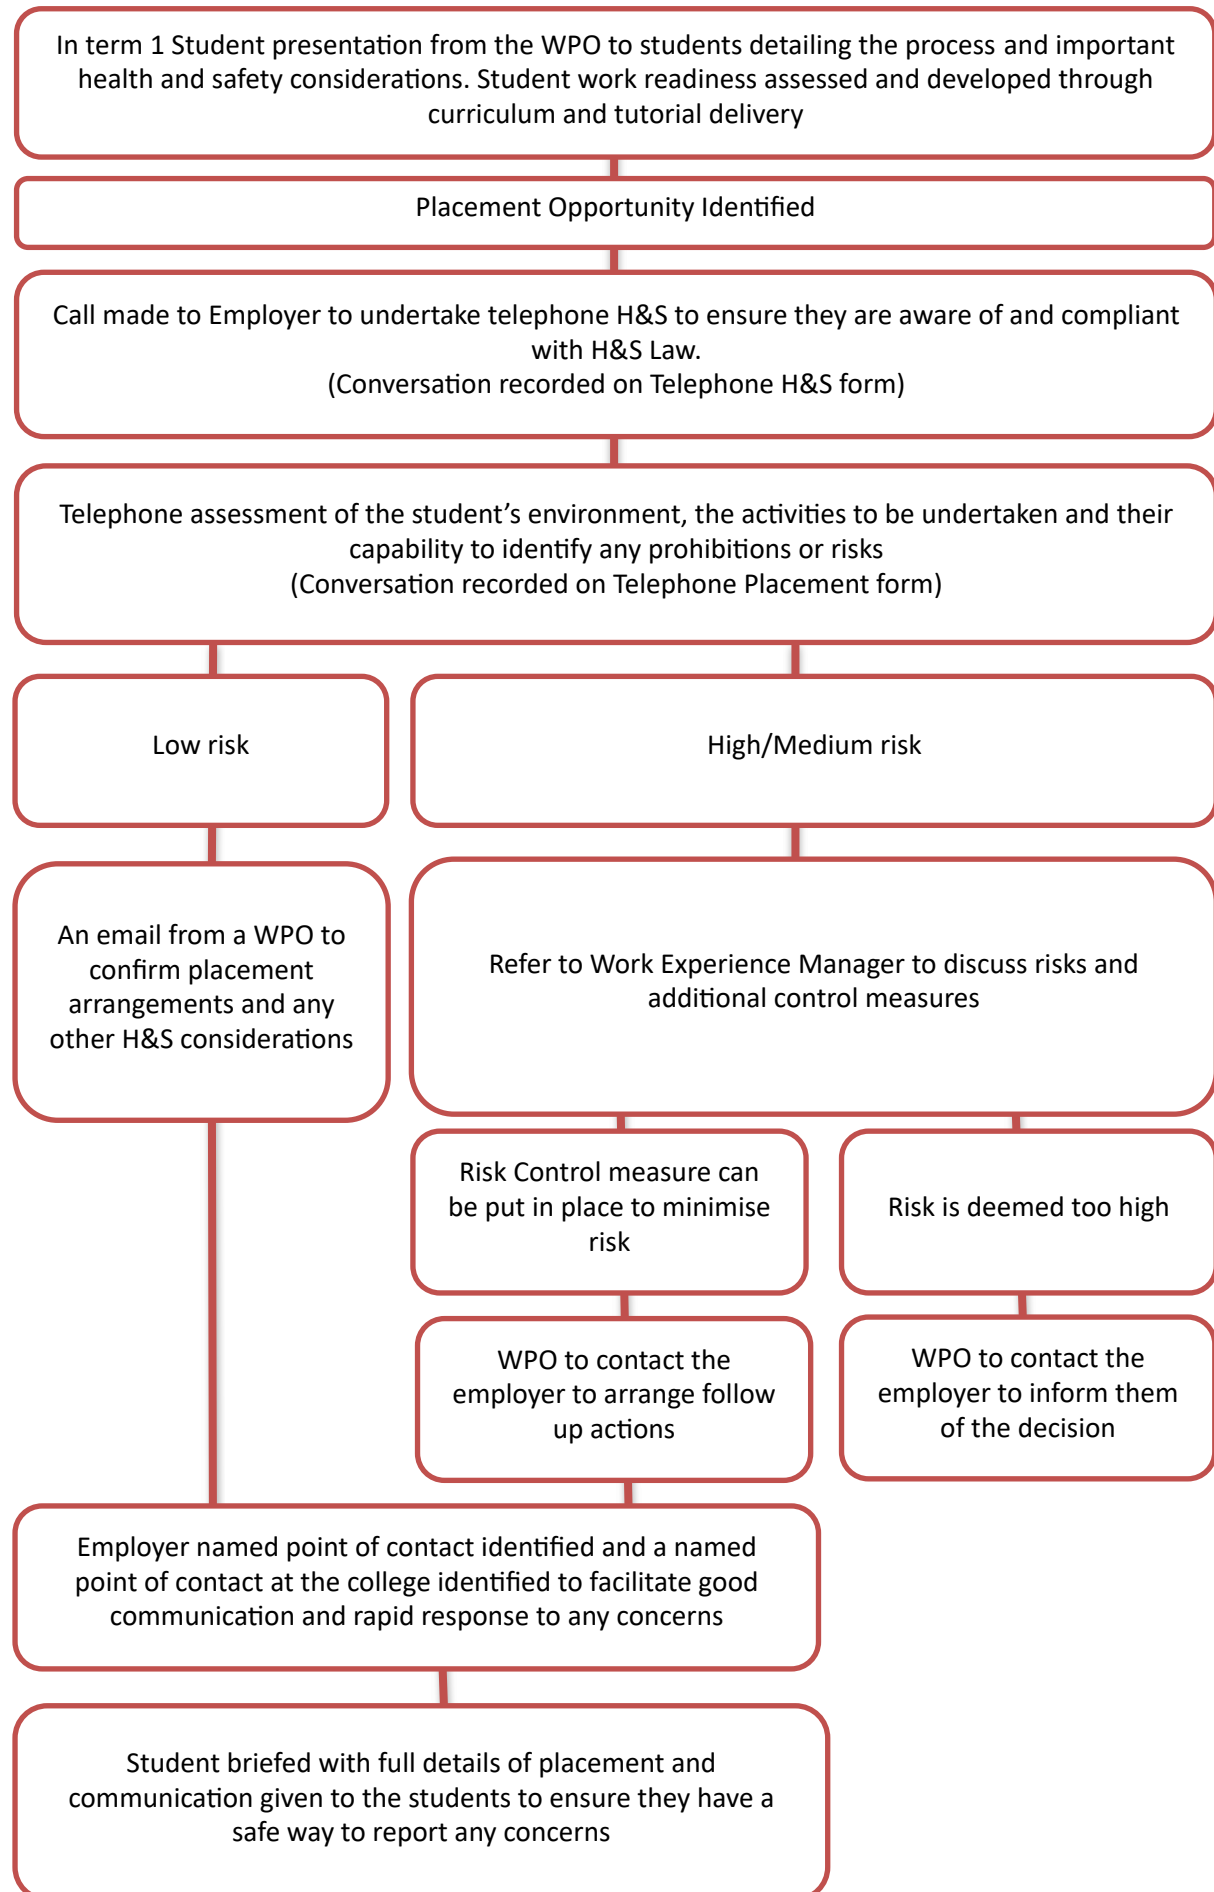 In term 1 Student presentation from the WPO to students detailing the process and important
health and safety considerations. Student work readiness assessed and developed through
curriculum and tutorial delivery
Placement Opportunity Identified
Call made to Employer to undertake telephone H&S to ensure they are aware of and compliant
with H&S Law.
(Conversation recorded on Telephone H&S form)
Telephone assessment of the student’s environment, the activities to be undertaken and their
capability to identify any prohibitions or risks
(Conversation recorded on Telephone Placement form)
Low risk
High/Medium risk
An email from a WPO to
confirm placement
arrangements and any
other H&S considerations
Refer to Work Experience Manager to discuss risks and
additional control measures
Risk Control measure can
be put in place to minimise
risk
Risk is deemed too high
WPO to contact the
employer to arrange follow
up actions
WPO to contact the
employer to inform them
of the decision
Employer named point of contact identified and a named
point of contact at the college identified to facilitate good
communication and rapid response to any concerns
Student briefed with full details of placement and
communication given to the students to ensure they have a
safe way to report any concerns